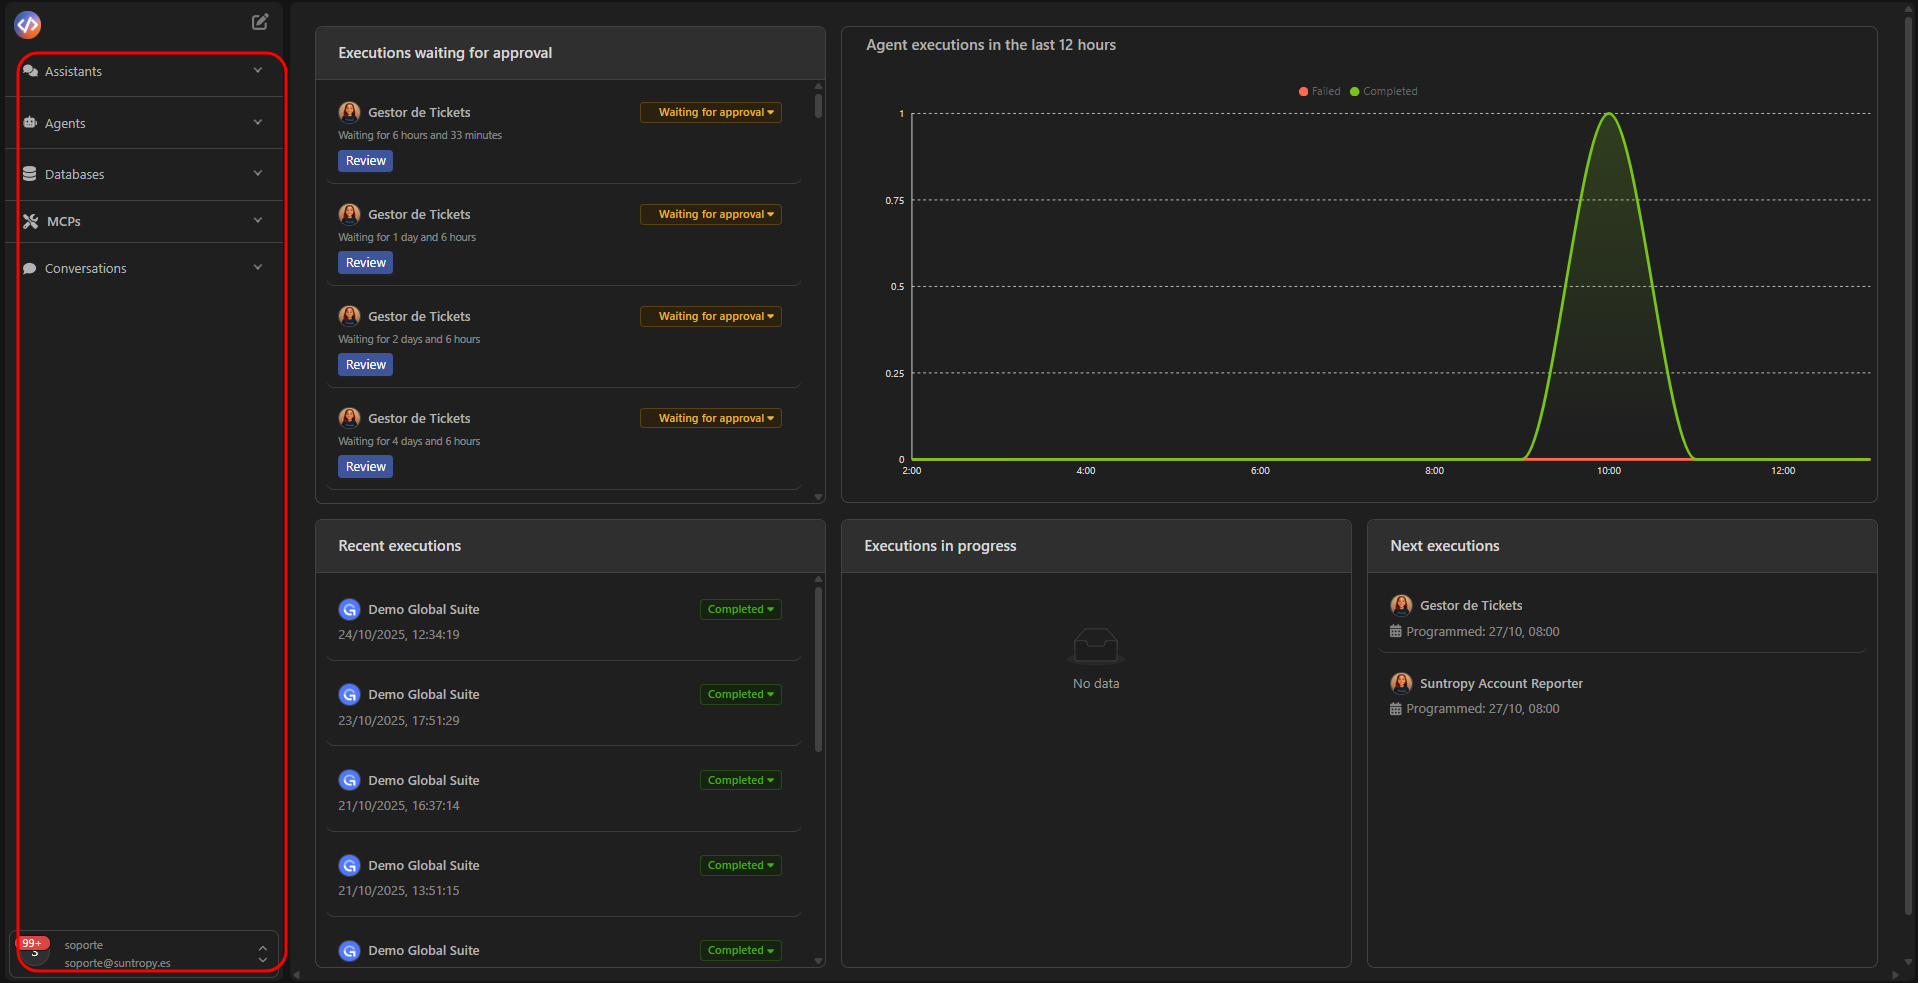 Assistants
Agents
Databases
MCPs
Conversations
99+
S
soporte
soporte@suntropy.es
Executions waiting for approval
Gestor de Tickets
Waiting for approval
Waiting for 6 hours and 33 minutes
Review
Gestor de Tickets
Waiting for approval
Waiting for 1 day and 6 hours
Review
Gestor de Tickets
Waiting for approval
Waiting for 2 days and 6 hours
Review
Gestor de Tickets
Waiting for approval
Waiting for 4 days and 6 hours
Review
Agent executions in the last 12 hours
Failed Completed
1
0.75
0.5
0.25
0
2:00 4:00 6:00 8:00 10:00 12:00
Recent executions
Demo Global Suite
Completed
24/10/2025, 12:34:19
Demo Global Suite
Completed
23/10/2025, 17:51:29
Demo Global Suite
Completed
21/10/2025, 16:37:14
Demo Global Suite
Completed
21/10/2025, 13:51:15
Demo Global Suite
Completed
Executions in progress
No data
Next executions
Gestor de Tickets
Programmed: 27/10, 08:00
Suntropy Account Reporter
Programmed: 27/10, 08:00